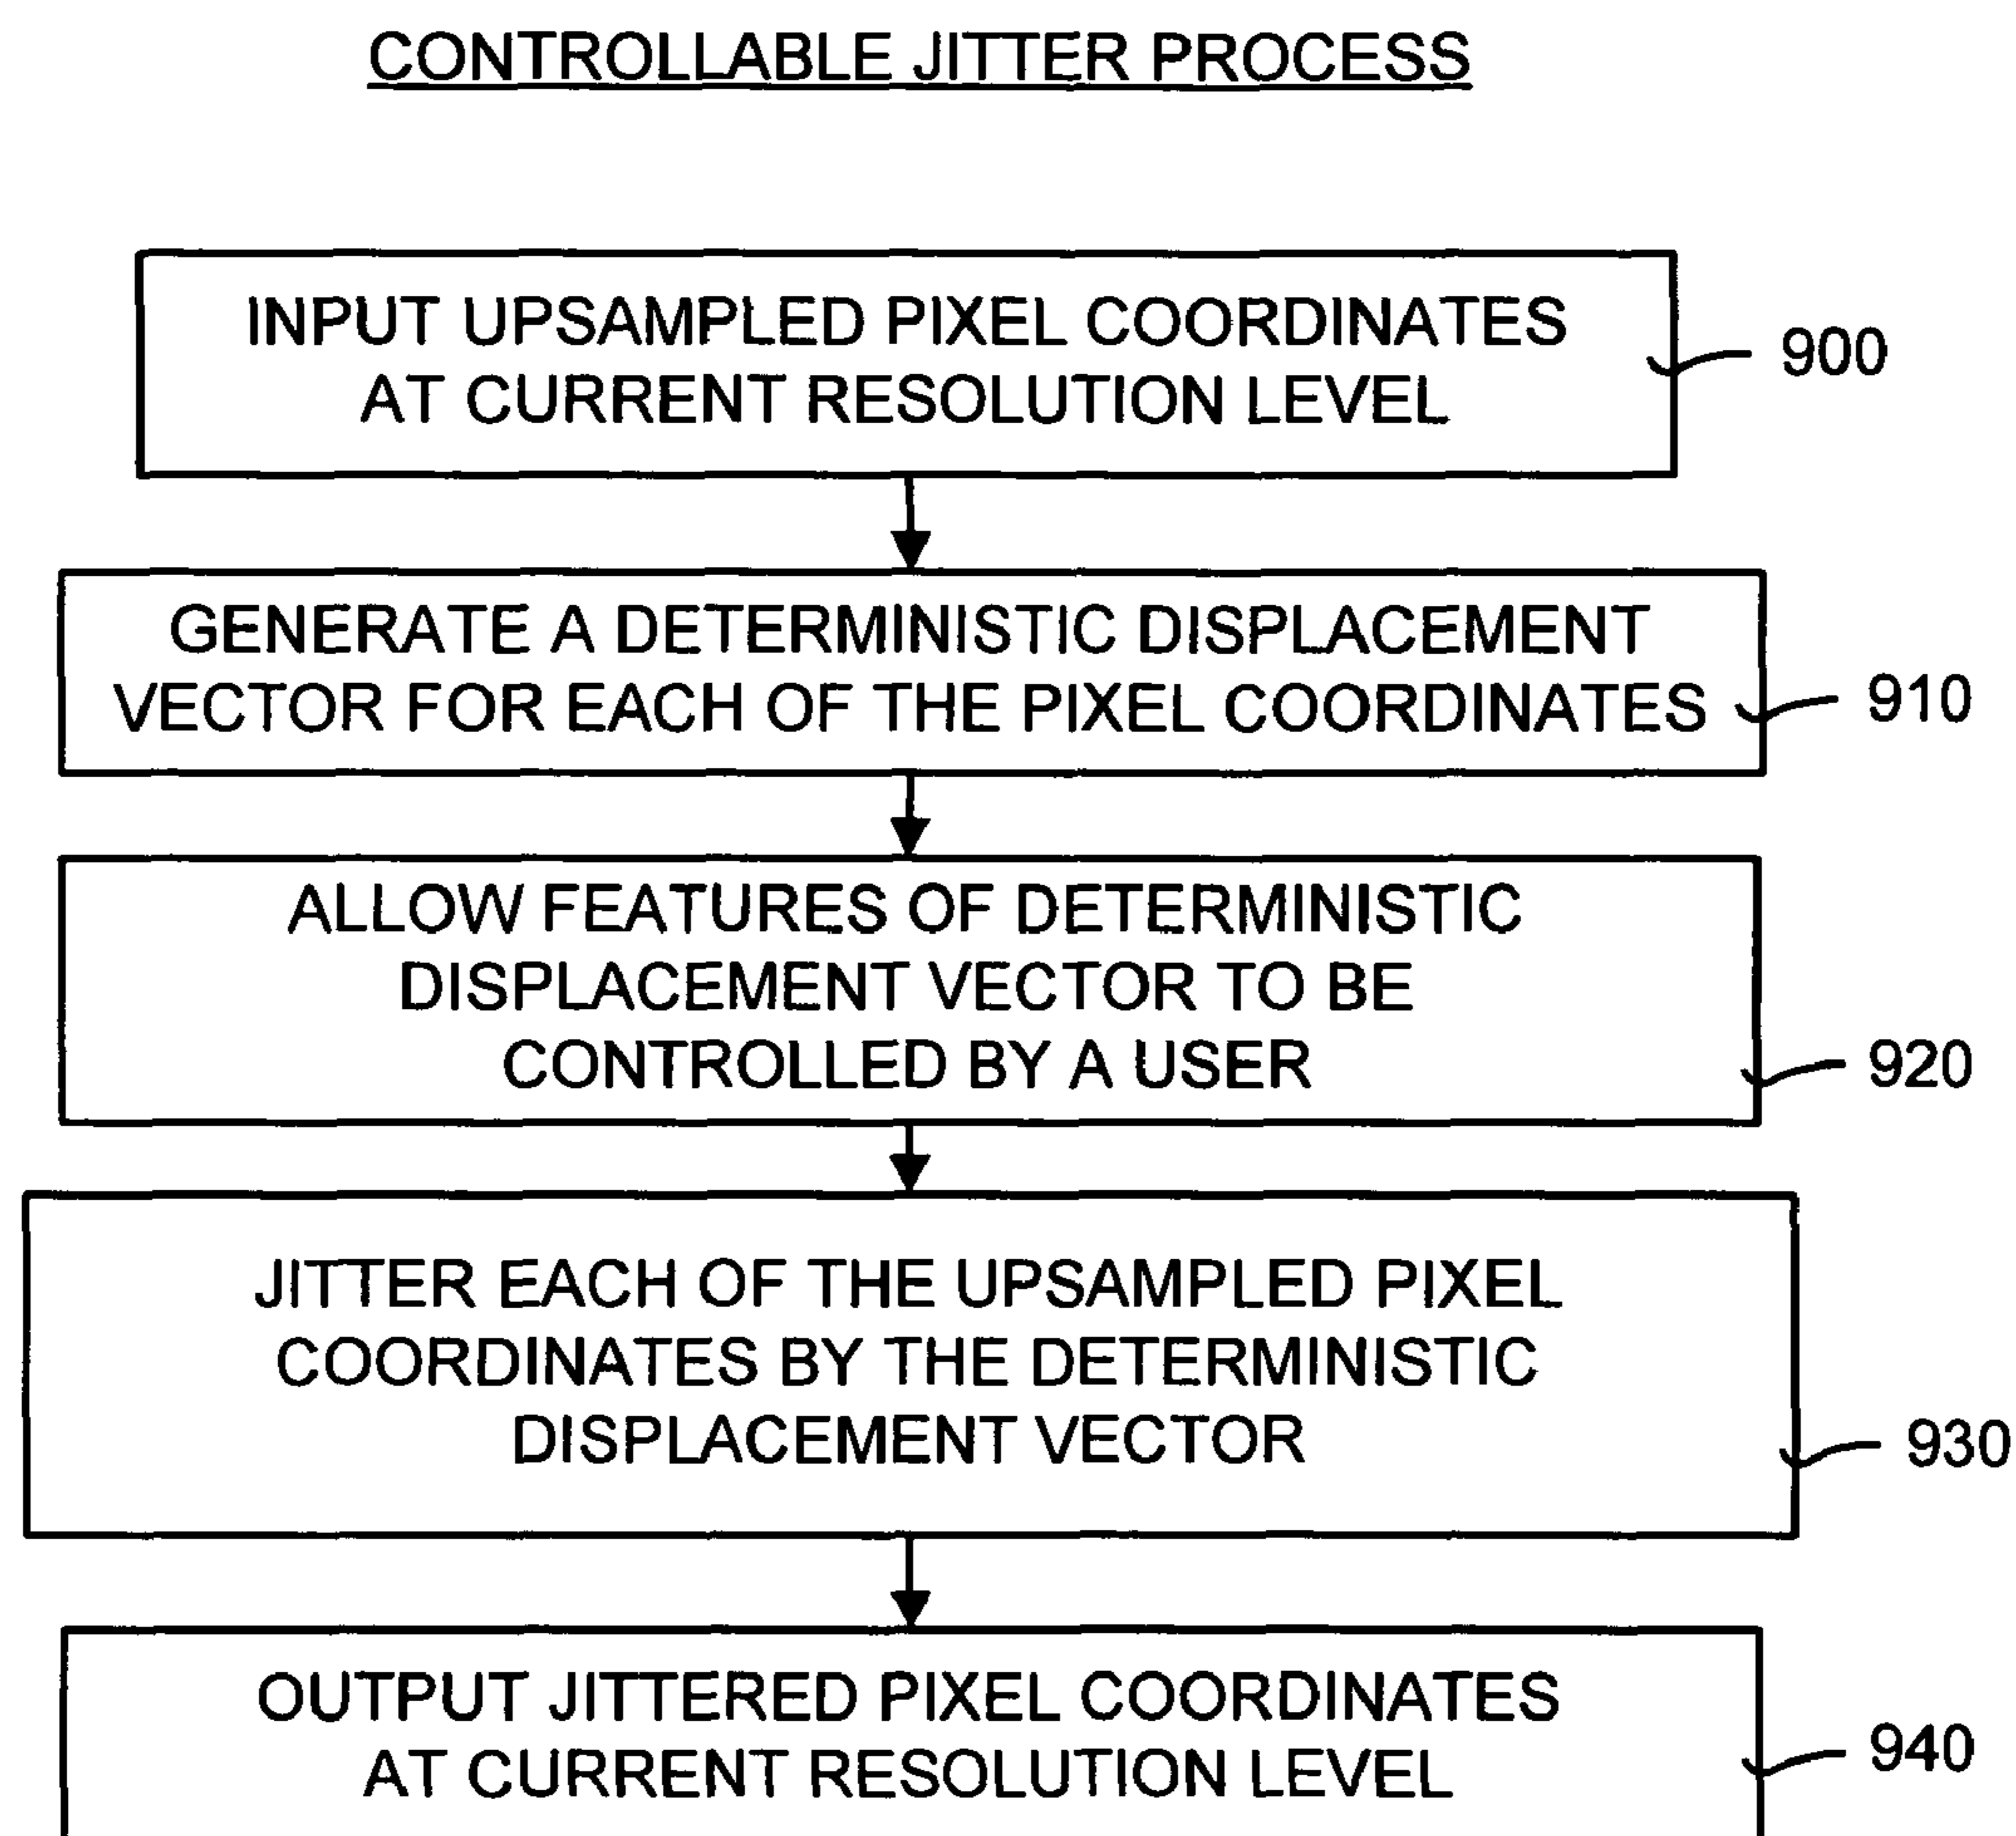 CONTROLLABLE JITTER PROCESS
INPUT UPSAMPLED PIXEL COORDINATES
AT CURRENT RESOLUTION LEVEL
900
GENERATE A DETERMINISTIC DISPLACEMENT
VECTOR FOR EACH OF THE PIXEL COORDINATES
910
ALLOW FEATURES OF DETERMINISTIC
DISPLACEMENT VECTOR TO BE
CONTROLLED BY A USER
920
JITTER EACH OF THE UPSAMPLED PIXEL
COORDINATES BY THE DETERMINISTIC
DISPLACEMENT VECTOR
930
OUTPUT JITTERED PIXEL COORDINATES
AT CURRENT RESOLUTION LEVEL
940